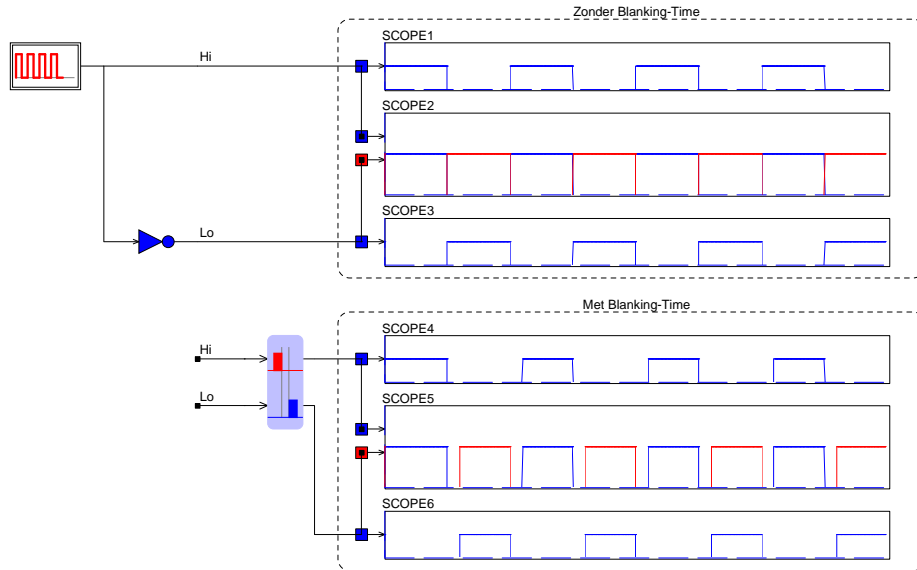 Zonder Blanking-Time
SCOPE1
Hi
SCOPE2
SCOPE3
Lo
Met Blanking-Time
SCOPE4
Hi
Lo
SCOPE5
SCOPE6